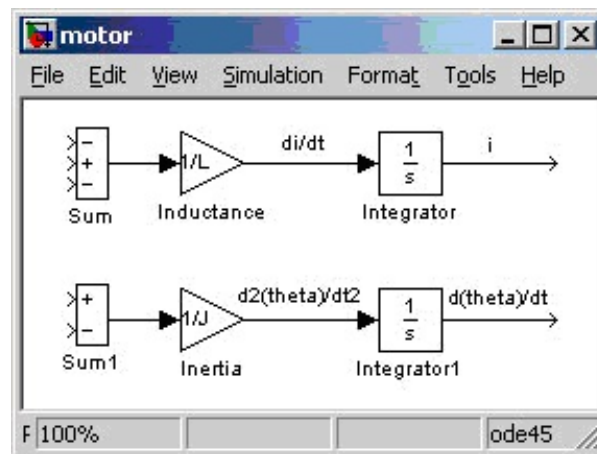 motor
File Edit View Simulation Format Tools Help
− + −
1/L
di/dt
1/s
i
Sum
Inductance
Integrator
+ −
1/J
d2(theta)/dt2
1/s
d(theta)/dt
Sum1
Inertia
Integrator1
F 100% ode45